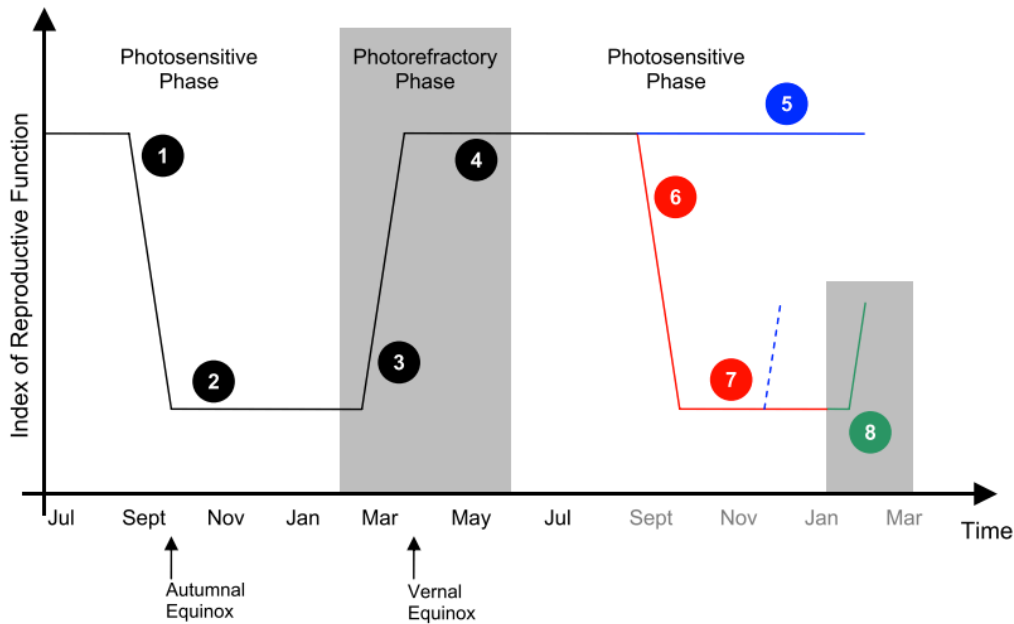 Photosensitive
Phase
Photorefractory
Phase
Photosensitive
Phase
5
1
4
6
Index of Reproductive Function
3
2
7
8
Jul Sept Nov Jan Mar May Jul Sept Nov Jan Mar
Time
Autumnal
Equinox
Vernal
Equinox